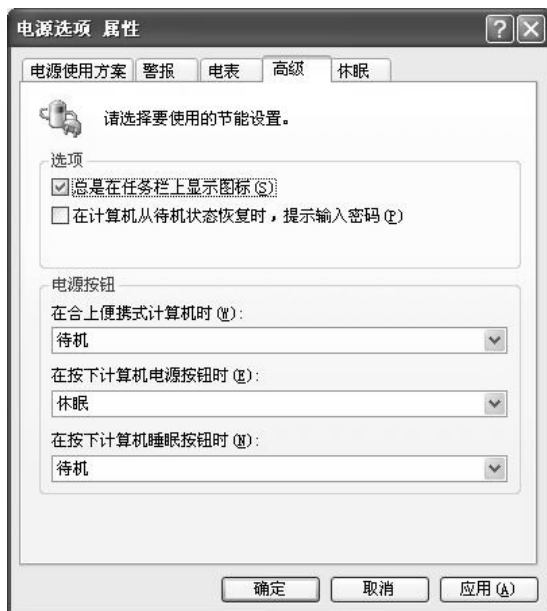 电源选项 属性
电源使用方案 警报 电表 高级 休眠
请选择要使用的节能设置。
选项
总是在任务栏上显示图标(S)
在计算机从待机状态恢复时，提示输入密码(P)
电源按钮
在合上便携式计算机时(W):
待机
在按下计算机电源按钮时(E):
休眠
在按下计算机睡眠按钮时(N):
待机
确定 取消 应用(A)